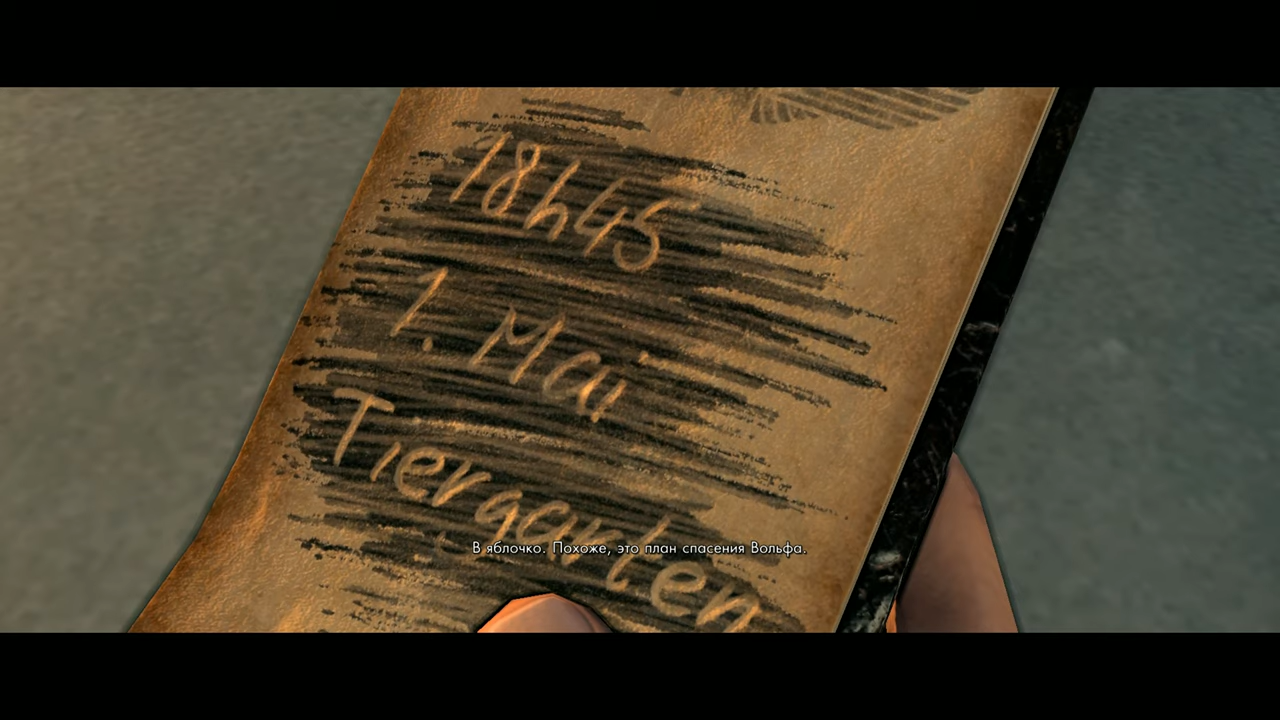 18h45
1. Mai
Tiergarten
В яблочко. Похоже, это план спасения Вольфа.